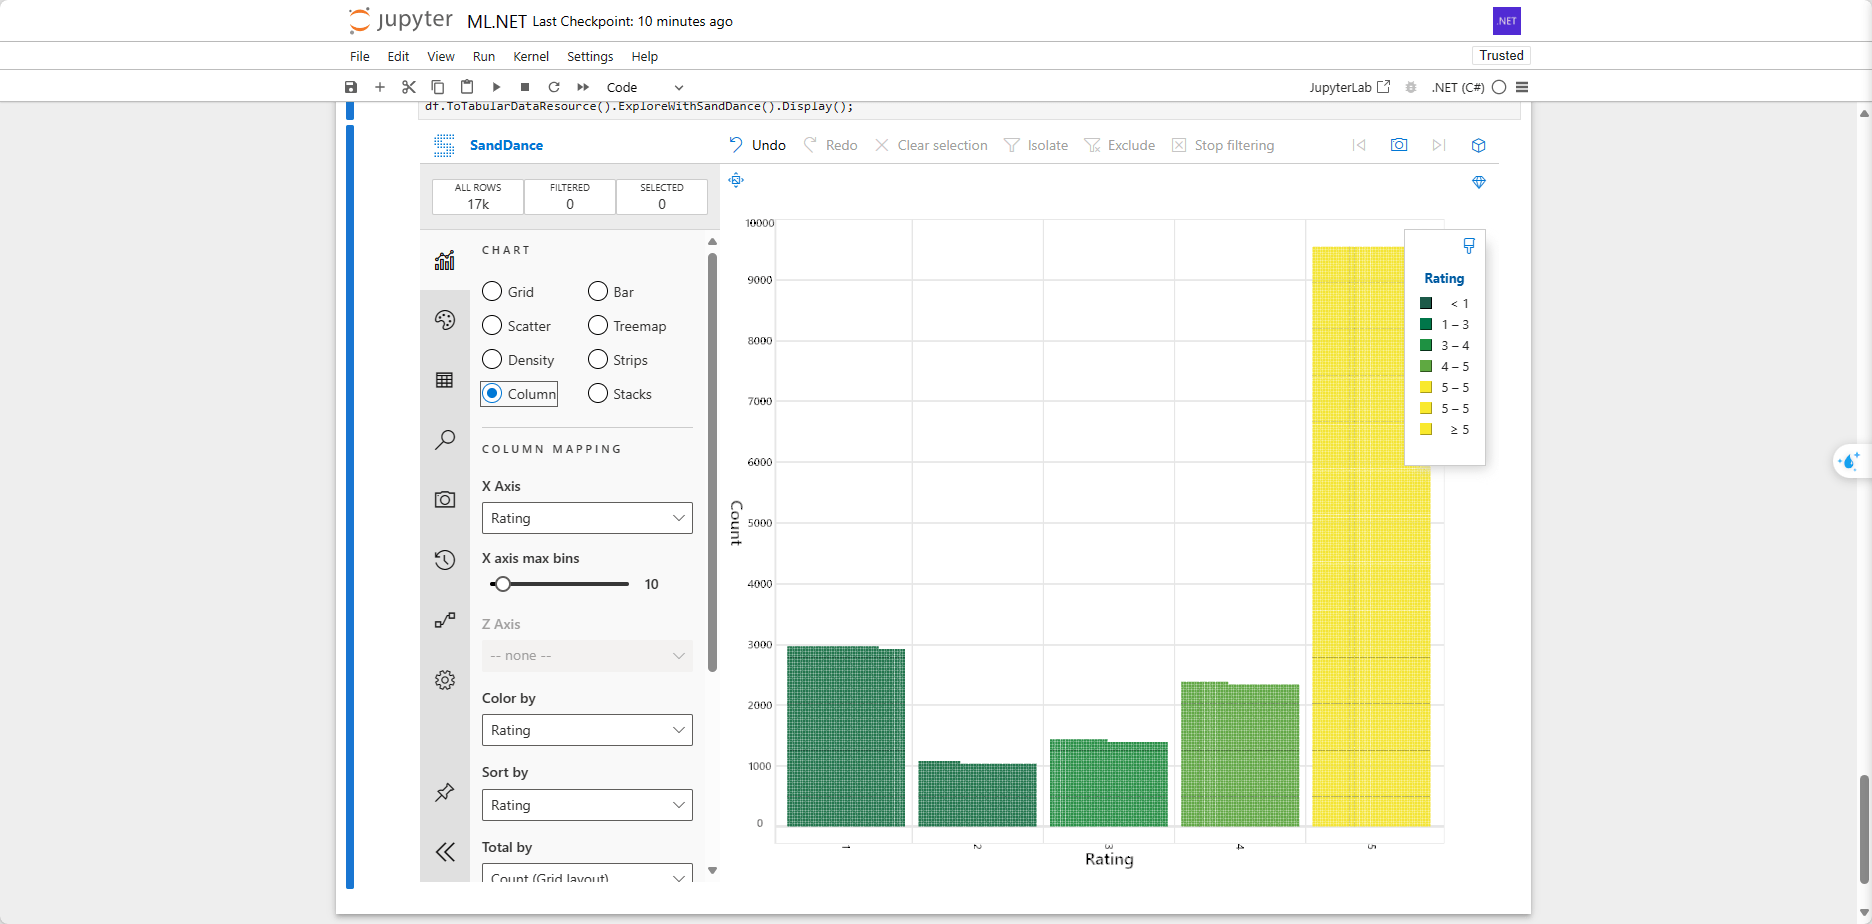 jupyter ML.NET Last Checkpoint: 10 minutes ago
.NET
File Edit View Run Kernel Settings Help
Trusted
Code
JupyterLab
.NET (C#)
df.ToTabularDataResource().ExploreWithSandDance().Display();
SandDance
Undo Redo Clear selection Isolate Exclude Stop filtering
ALL ROWS FILTERED SELECTED
17k 0 0
CHART
Grid Bar
Scatter Treemap
Density Strips
Column Stacks
COLUMN MAPPING
X Axis
Rating
X axis max bins
10
Z Axis
-- none --
Color by
Rating
Sort by
Rating
Total by
Count (Grid layout)
10000
9000
8000
7000
6000
5000
4000
3000
2000
1000
0
Count
1 2 3 4 5
Rating
Rating
< 1
1 – 3
3 – 4
4 – 5
5 – 5
5 – 5
≥ 5